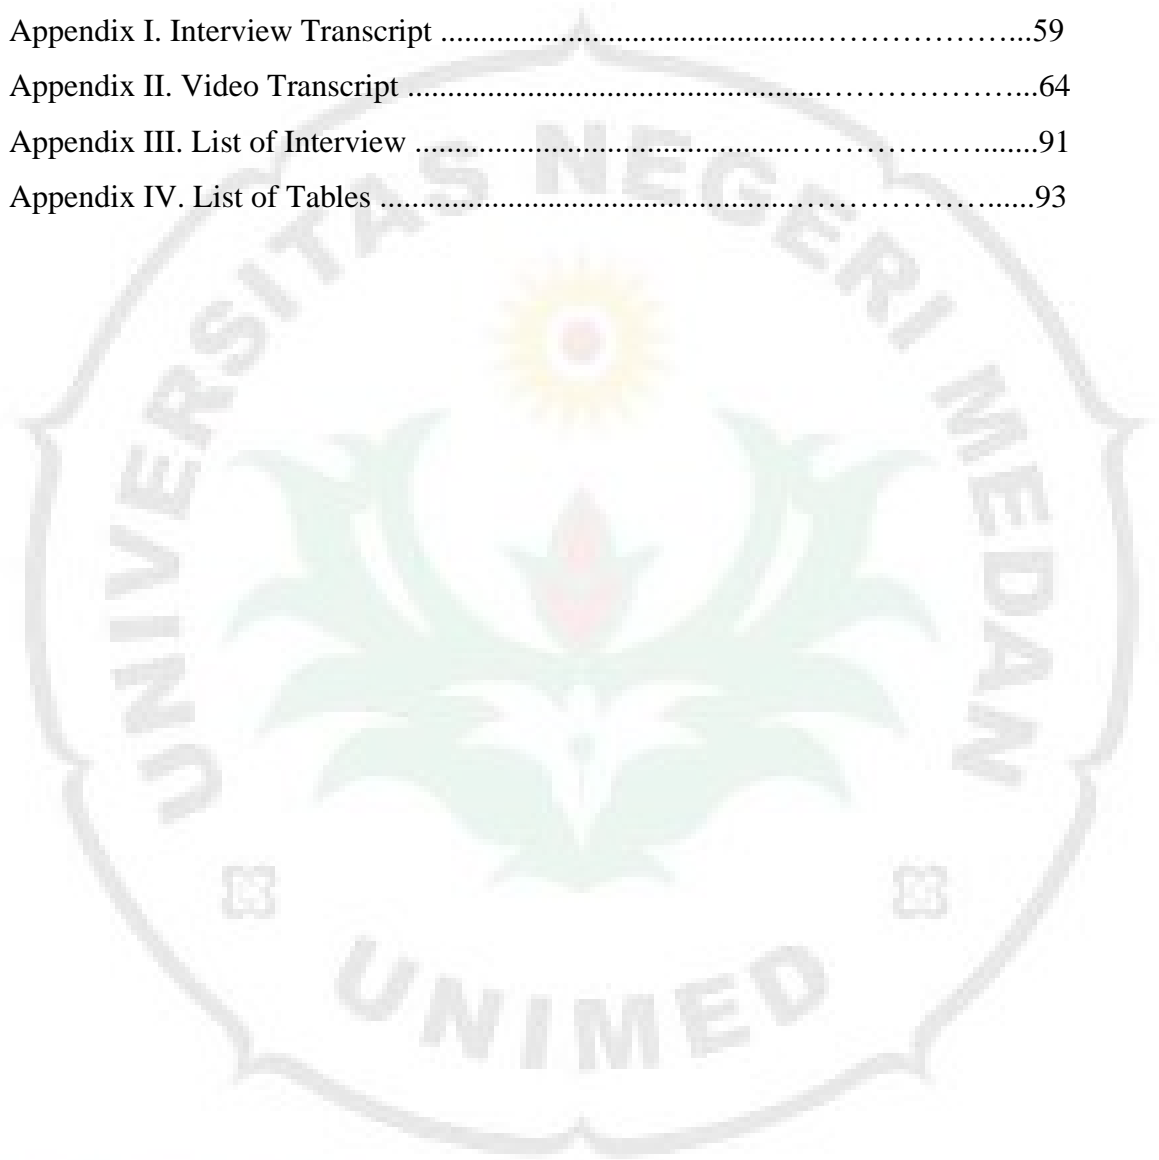 Appendix I. Interview Transcript ...............................................………………...59
Appendix II. Video Transcript ....................................................………………...64
Appendix III. List of Interview ...............................................……………….......91
Appendix IV. List of Tables ....................................................………………......93
UNIVERSITAS NEGERI MEDAN
UNIMED